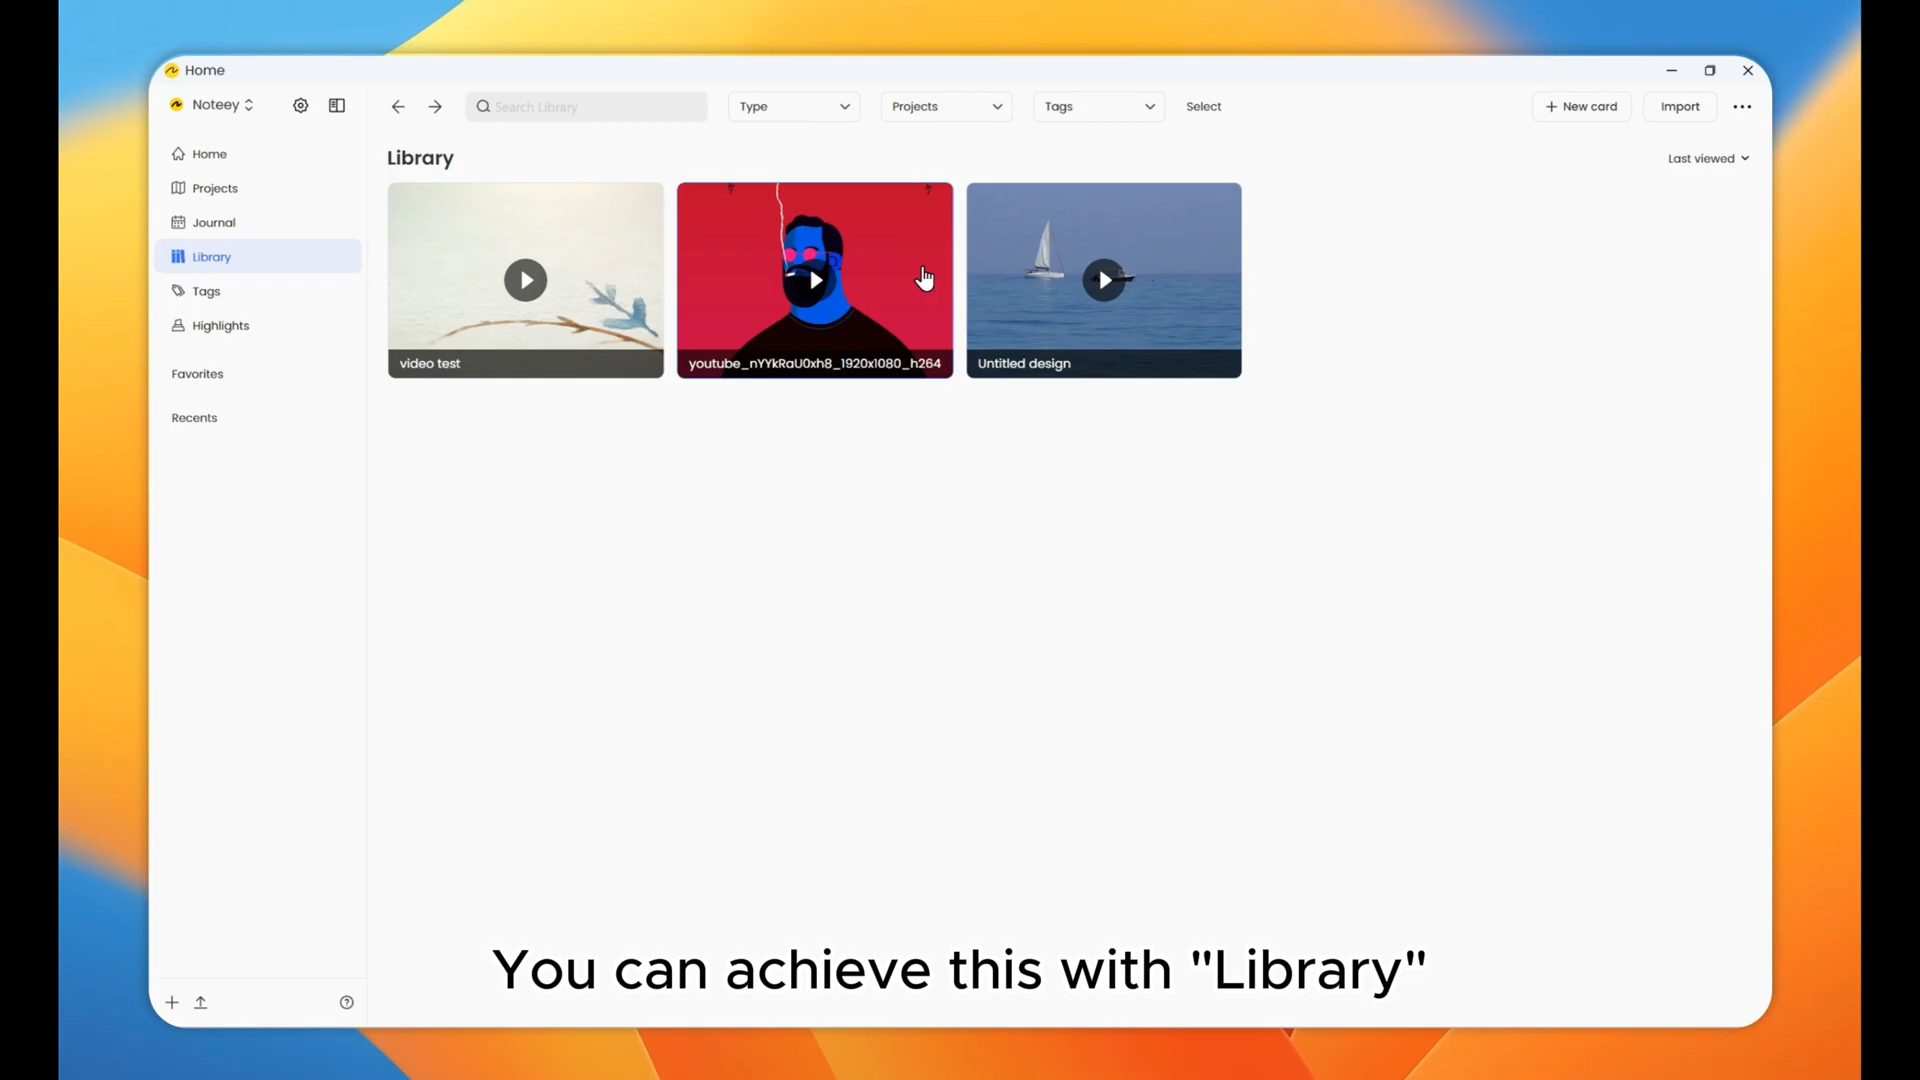 Home
Noteey
Search Library
Type
Projects
Tags
Select
New card
Import
Home
Projects
Journal
Library
Tags
Highlights
Favorites
Recents
Library
Last viewed
video test
youtube_nYYkRaU0xh8_1920x1080_h264
Untitled design
You can achieve this with "Library"